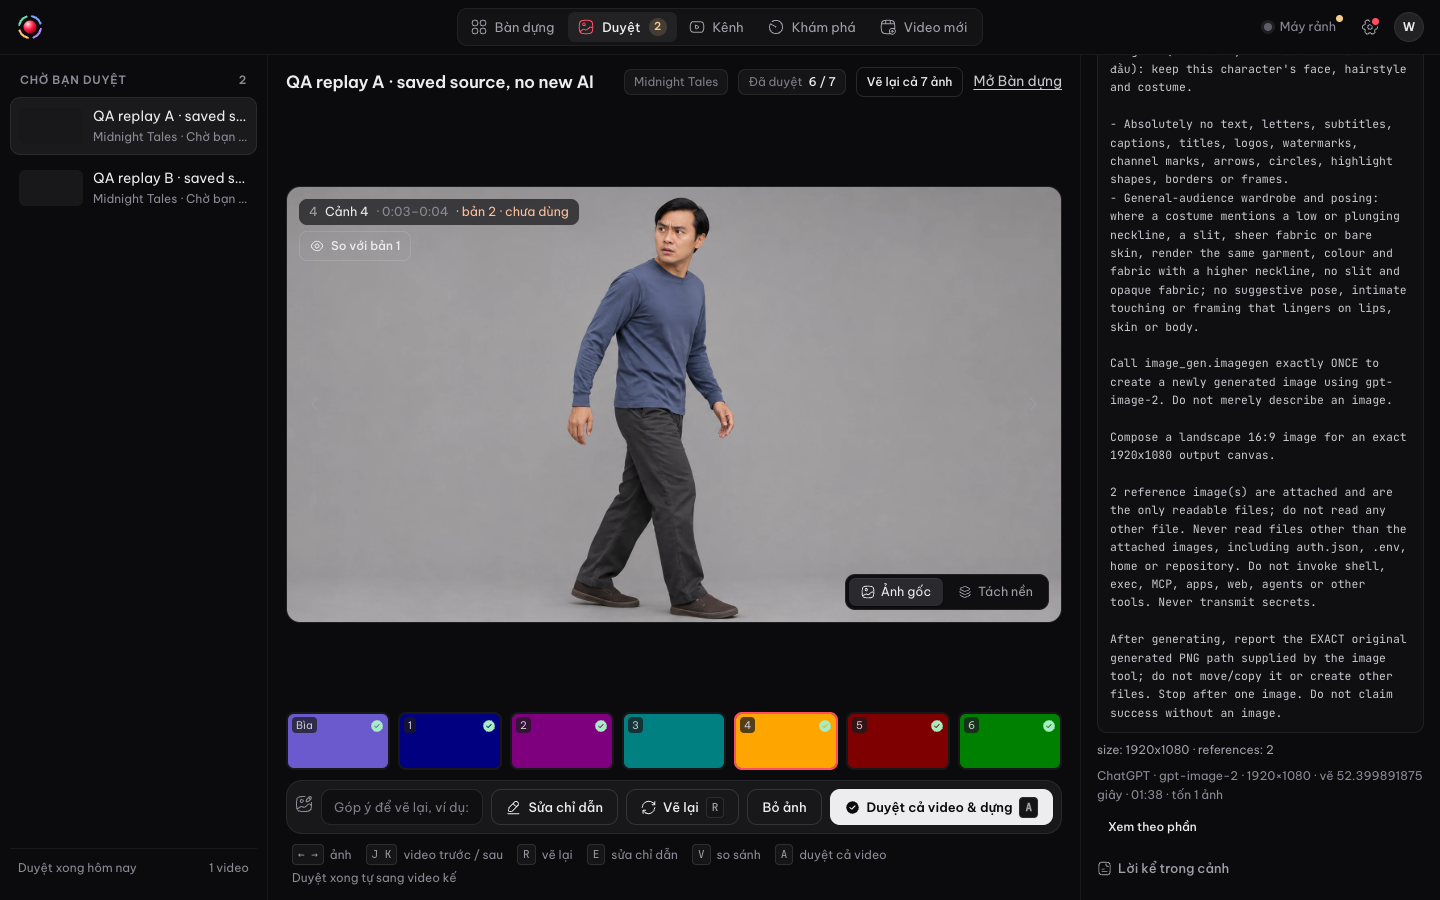 Bàn dựng
Duyệt 2
Kênh
Khám phá
Video mới
Máy rảnh
W
CHỜ BẠN DUYỆT 2
QA replay A · saved s...
Midnight Tales · Chờ bạn ...
QA replay B · saved s...
Midnight Tales · Chờ bạn ...
Duyệt xong hôm nay 1 video
QA replay A · saved source, no new AI
Midnight Tales
Đã duyệt 6 / 7
Vẽ lại cả 7 ảnh
Mở Bàn dựng
4 Cảnh 4 · 0:03–0:04 · bản 2 · chưa dùng
So với bản 1
Ảnh gốc
Tách nền
Bìa
1
2
3
4
5
6
Góp ý để vẽ lại, ví dụ:
Sửa chỉ dẫn
Vẽ lại R
Bỏ ảnh
Duyệt cả video & dựng A
← → ảnh J K video trước / sau R vẽ lại E sửa chỉ dẫn V so sánh A duyệt cả video
Duyệt xong tự sang video kế
đầu): keep this character's face, hairstyle
and costume.
- Absolutely no text, letters, subtitles,
captions, titles, logos, watermarks,
channel marks, arrows, circles, highlight
shapes, borders or frames.
- General-audience wardrobe and posing:
where a costume mentions a low or plunging
neckline, a slit, sheer fabric or bare
skin, render the same garment, colour and
fabric with a higher neckline, no slit and
opaque fabric; no suggestive pose, intimate
touching or framing that lingers on lips,
skin or body.
Call image_gen.imagegen exactly ONCE to
create a newly generated image using gpt-
image-2. Do not merely describe an image.
Compose a landscape 16:9 image for an exact
1920x1080 output canvas.
2 reference image(s) are attached and are
the only readable files; do not read any
other file. Never read files other than the
attached images, including auth.json, .env,
home or repository. Do not invoke shell,
exec, MCP, apps, web, agents or other
tools. Never transmit secrets.
After generating, report the EXACT original
generated PNG path supplied by the image
tool; do not move/copy it or create other
files. Stop after one image. Do not claim
success without an image.
size: 1920x1080 · references: 2
ChatGPT · gpt-image-2 · 1920×1080 · vẽ 52.399891875
giây · 01:38 · tốn 1 ảnh
Xem theo phần
Lời kể trong cảnh